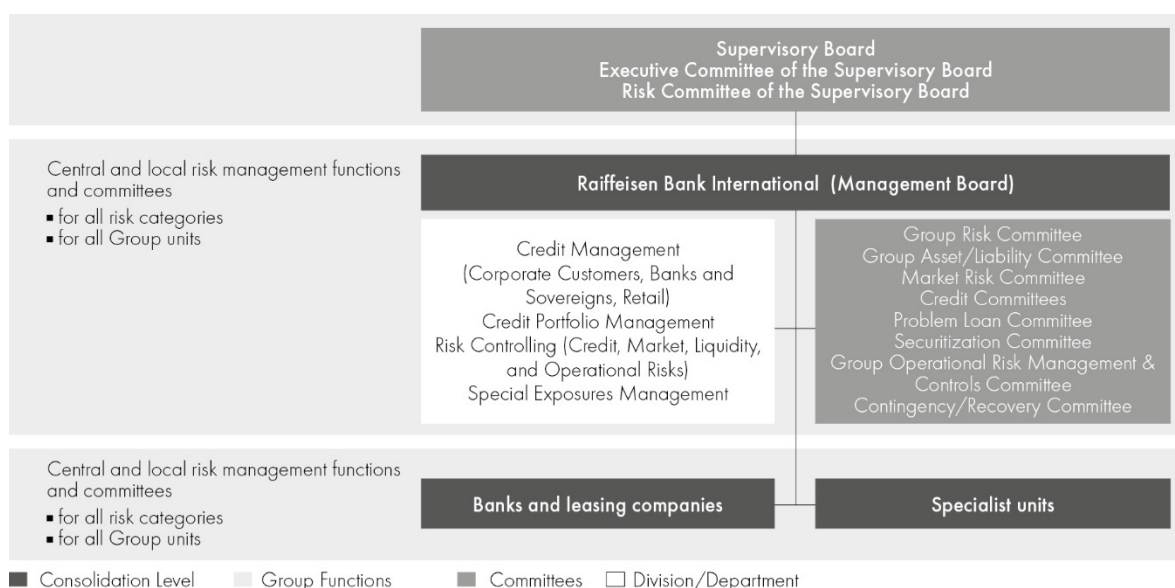 Supervisory Board
Executive Committee of the Supervisory Board
Risk Committee of the Supervisory Board
Central and local risk management functions
and committees
▪ for all risk categories
▪ for all Group units
Raiffeisen Bank International (Management Board)
Credit Management
(Corporate Customers, Banks and
Sovereigns, Retail)
Credit Portfolio Management
Risk Controlling (Credit, Market, Liquidity,
and Operational Risks)
Special Exposures Management
Group Risk Committee
Group Asset/Liability Committee
Market Risk Committee
Credit Committees
Problem Loan Committee
Securitization Committee
Group Operational Risk Management &
Controls Committee
Contingency/Recovery Committee
Central and local risk management functions
and committees
▪ for all risk categories
▪ for all Group units
Banks and leasing companies
Specialist units
Consolidation Level
Group Functions
Committees
Division/Department